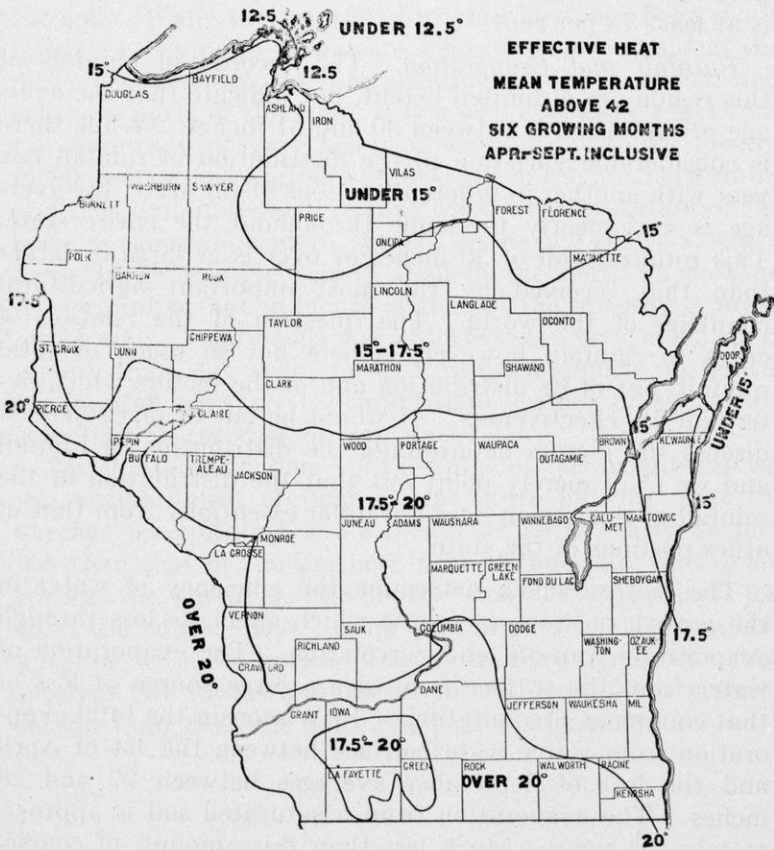 12.5°
UNDER 12.5°
12.5
15°
DOUGLAS
BAYFIELD
ASHLAND
IRON
EFFECTIVE HEAT
MEAN TEMPERATURE
ABOVE 42
SIX GROWING MONTHS
APR.-SEPT. INCLUSIVE
BURNETT
WASHBURN
SAWYER
VILAS
UNDER 15°
PRICE
ONEIDA
FOREST
FLORENCE
15°
MARINETTE
POLK
BARRON
RUSK
LINCOLN
LANGLADE
17.5°
TAYLOR
OCONTO
ST. CROIX
DUNN
CHIPPEWA
15°-17.5°
DOOR
MARATHON
SHAWANO
CLARK
UNDER 15°
20°
PIERCE
CLAIRE
15°
KEWAUN.
PEPIN
BUFFALO
TREMPE-
ALEAU
JACKSON
WOOD
PORTAGE
WAUPACA
BROWN
OUTAGAMIE
17.5°-20°
15°
MONROE
JUNEAU
ADAMS
WAUSHARA
WINNEBAGO
CALU-
MET
MANITOWOC
LA CROSSE
MARQUETTE
GREEN
LAKE
FOND DU LAC
SHEBOYGAN
OVER 20°
VERNON
SAUK
COLUMBIA
DODGE
17.5°
RICHLAND
WASHING-
TON
OZAUK-
EE
CRAWFORD
DANE
JEFFERSON
WAUKESHA
MIL
GRANT
IOWA
17.5°-20°
LA FAYETTE
GREEN
ROCK
WALWORTH
RACINE
OVER 20°
KENOSHA
20°